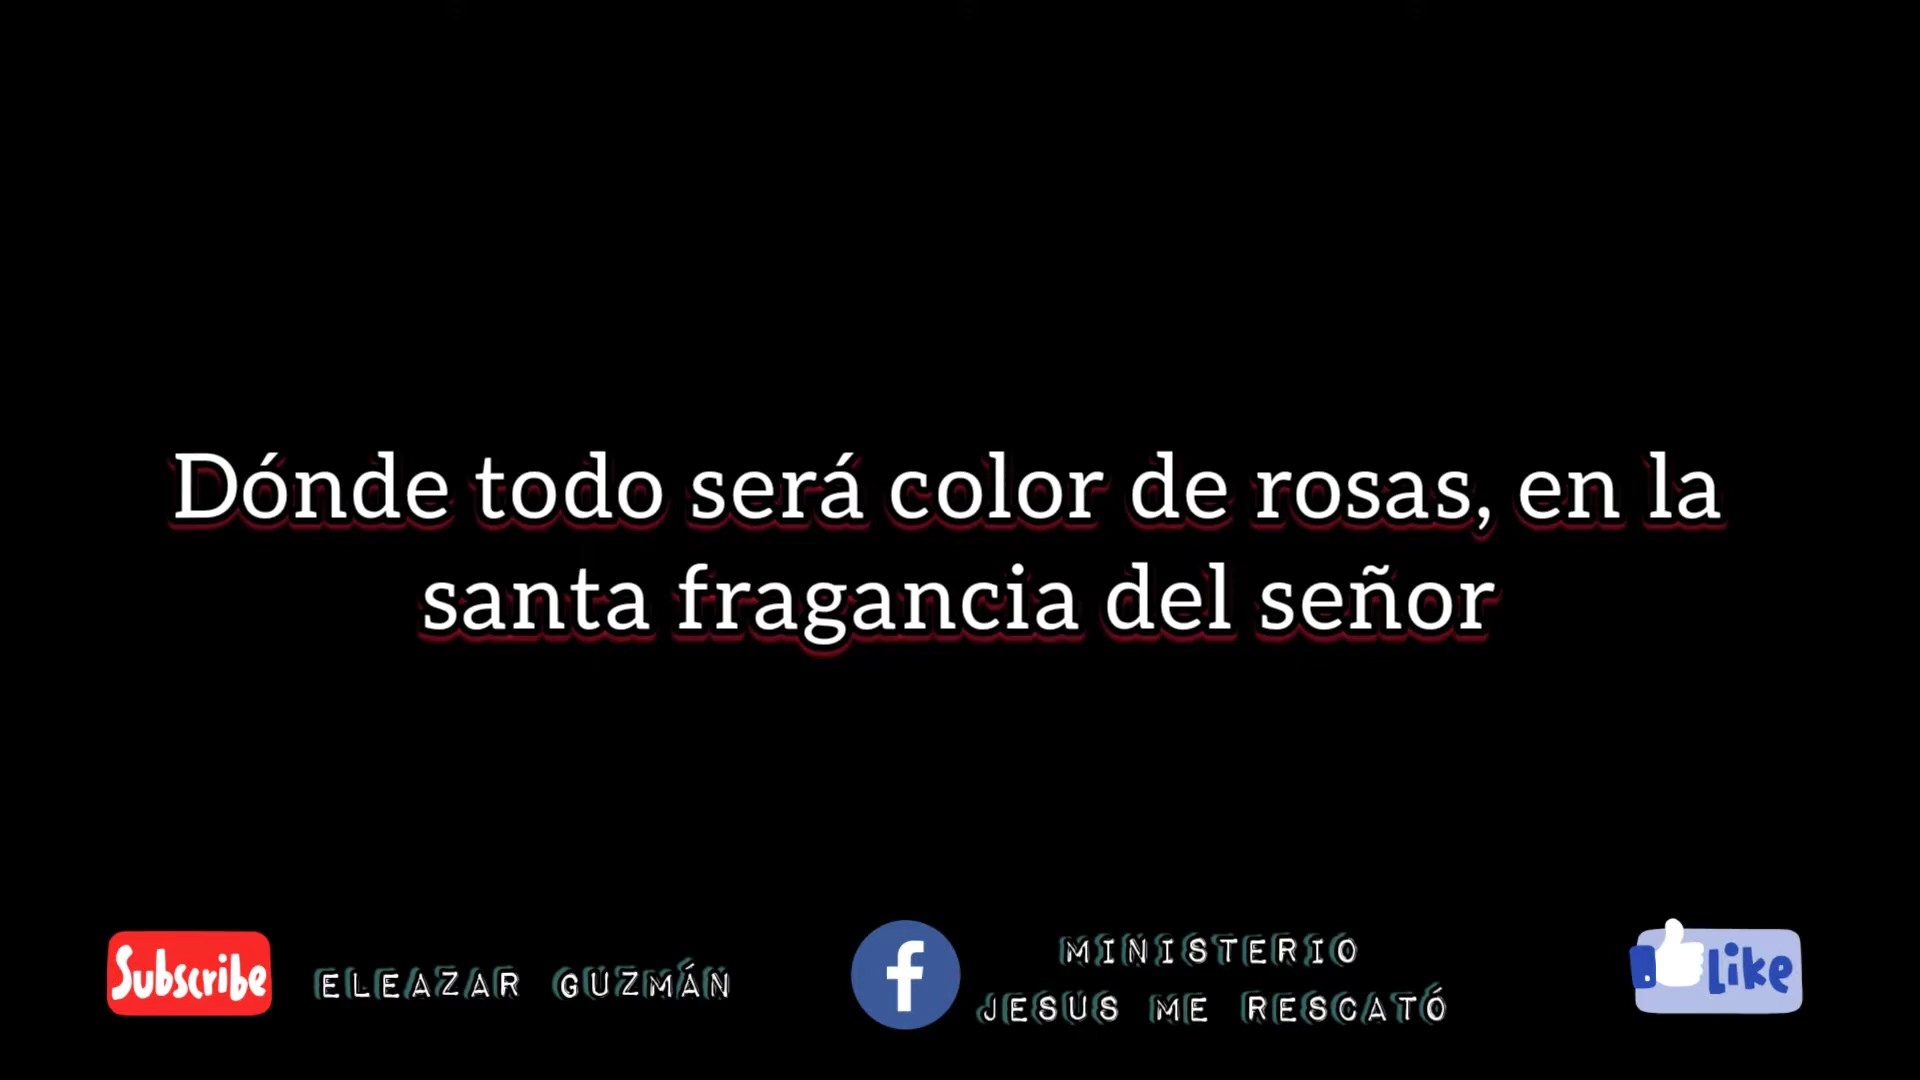 Dónde todo será color de rosas, en la
santa fragancia del señor
Subscribe
ELEAZAR GUZMÁN
MINISTERIO
JESUS ME RESCATÓ
Like